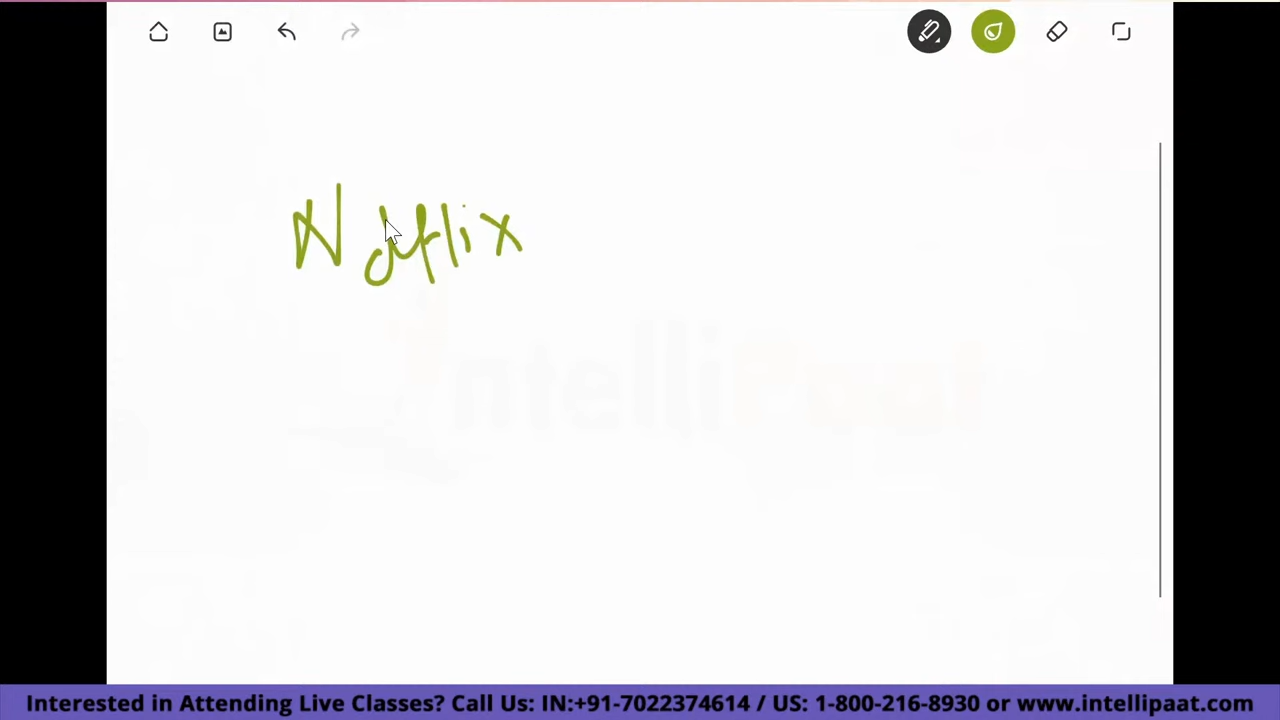 Netflix
IntelliPaat
Interested in Attending Live Classes? Call Us: IN:+91-7022374614 / US: 1-800-216-8930 or www.intellipaat.com